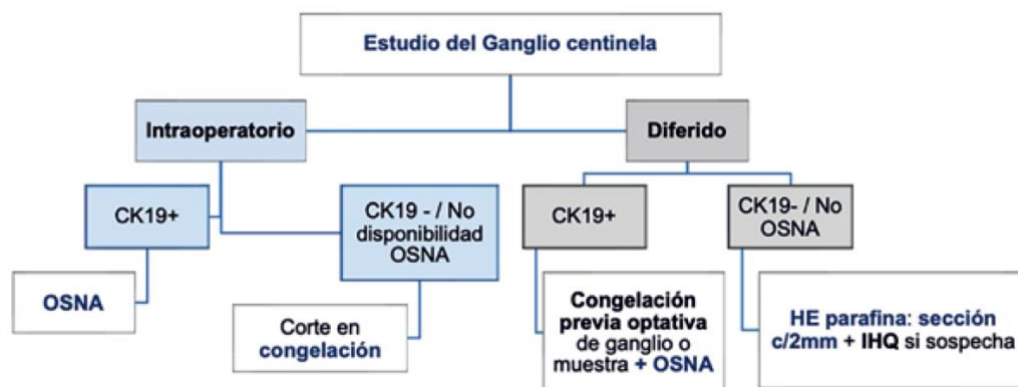 Estudio del Ganglio centinela
Intraoperatorio
Diferido
CK19+
CK19 - / No
disponibilidad
OSNA
CK19+
CK19- / No
OSNA
OSNA
Corte en
congelación
Congelación
previa optativa
de ganglio o
muestra + OSNA
HE parafina: sección
c/2mm + IHQ si sospecha